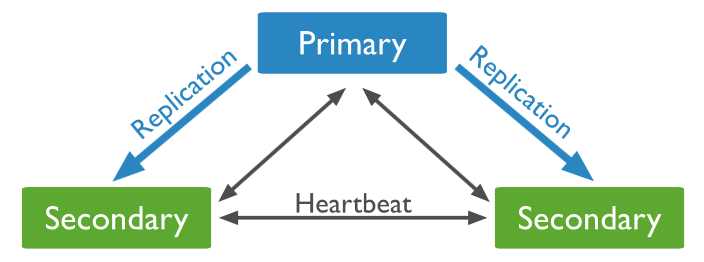 Primary
Replication
Replication
Heartbeat
Secondary
Secondary